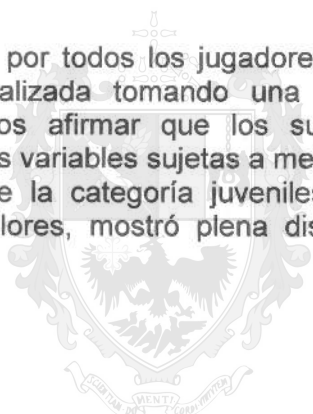 por todos los jugadore
alizada tomando una
os afirmar que los su
s variables sujetas a me
e la categoría juveniles
lores, mostró plena dis